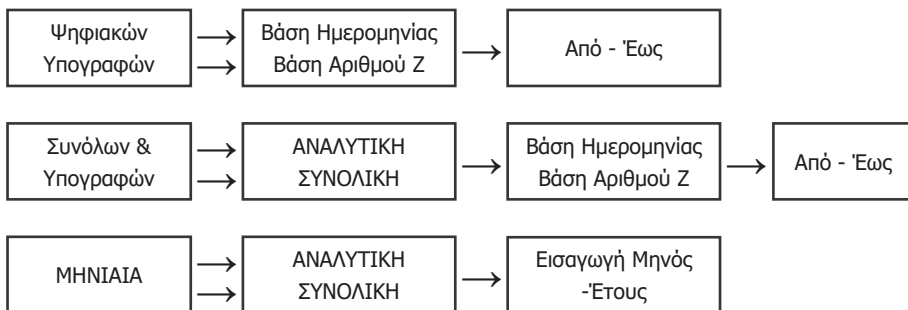 Ψηφιακών
Υπογραφών
Βάση Ημερομηνίας
Βάση Αριθμού Ζ
Από - Έως
Συνόλων &
Υπογραφών
ΑΝΑΛΥΤΙΚΗ
ΣΥΝΟΛΙΚΗ
Βάση Ημερομηνίας
Βάση Αριθμού Ζ
Από - Έως
ΜΗΝΙΑΙΑ
ΑΝΑΛΥΤΙΚΗ
ΣΥΝΟΛΙΚΗ
Εισαγωγή Μηνός
-Έτους